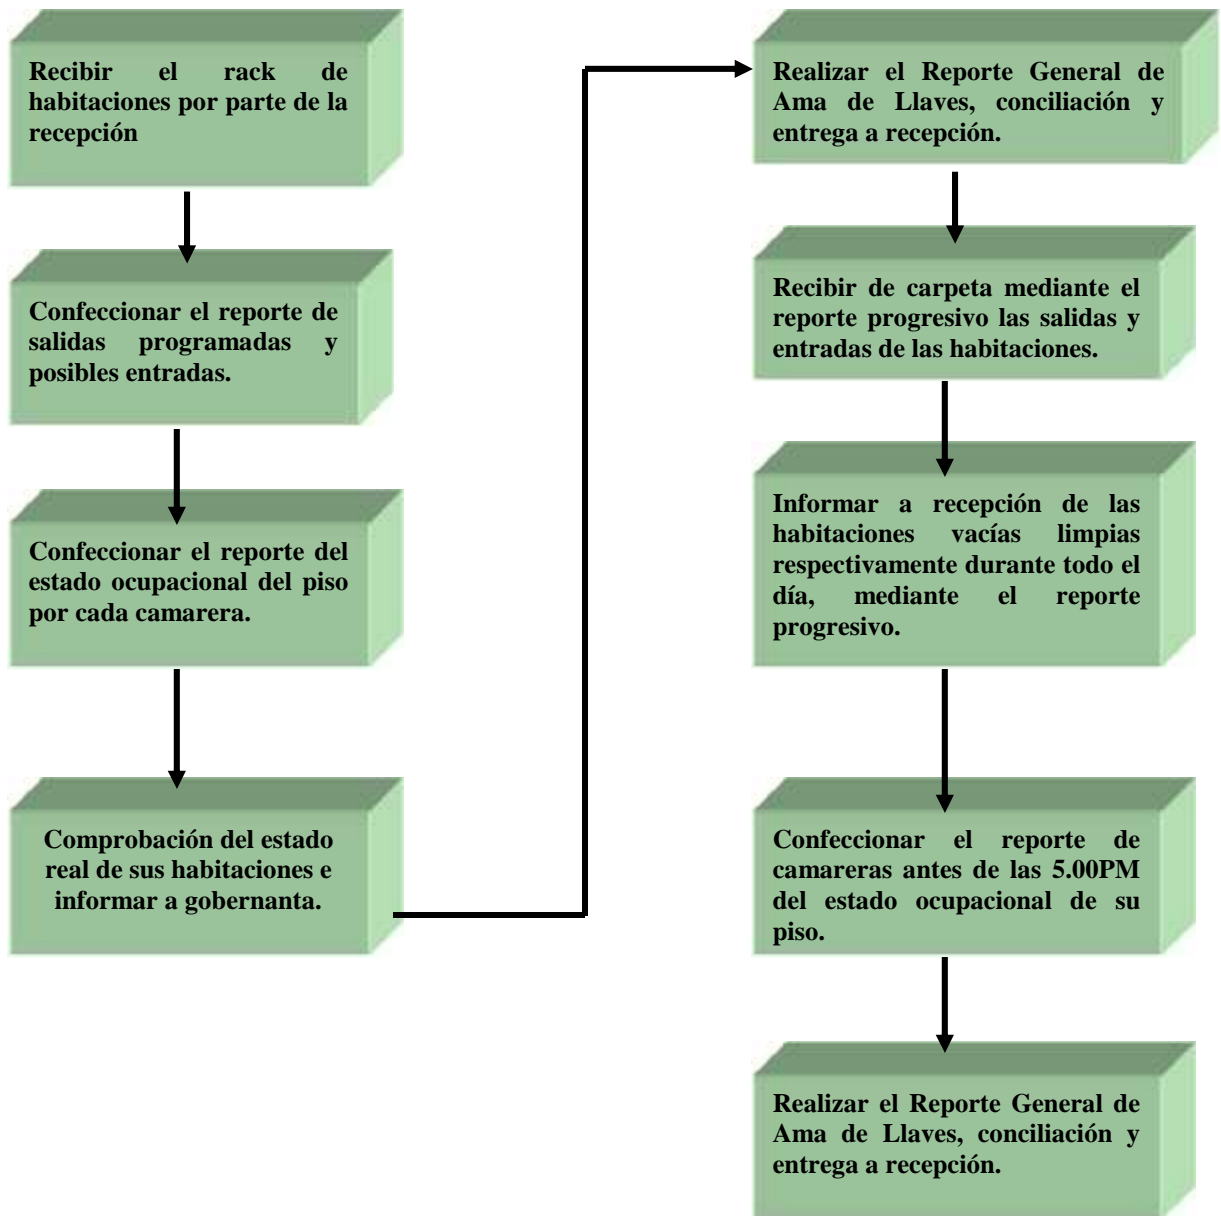 Recibir el rack de
habitaciones por parte de la
recepción
Confeccionar el reporte de
salidas programadas y
posibles entradas.
Confeccionar el reporte del
estado ocupacional del piso
por cada camarera.
Comprobación del estado
real de sus habitaciones e
informar a gobernanta.
Realizar el Reporte General de
Ama de Llaves, conciliación y
entrega a recepción.
Recibir de carpeta mediante el
reporte progresivo las salidas y
entradas de las habitaciones.
Informar a recepción de las
habitaciones vacías limpias
respectivamente durante todo el
día, mediante el reporte
progresivo.
Confeccionar el reporte de
camareras antes de las 5.00PM
del estado ocupacional de su
piso.
Realizar el Reporte General de
Ama de Llaves, conciliación y
entrega a recepción.